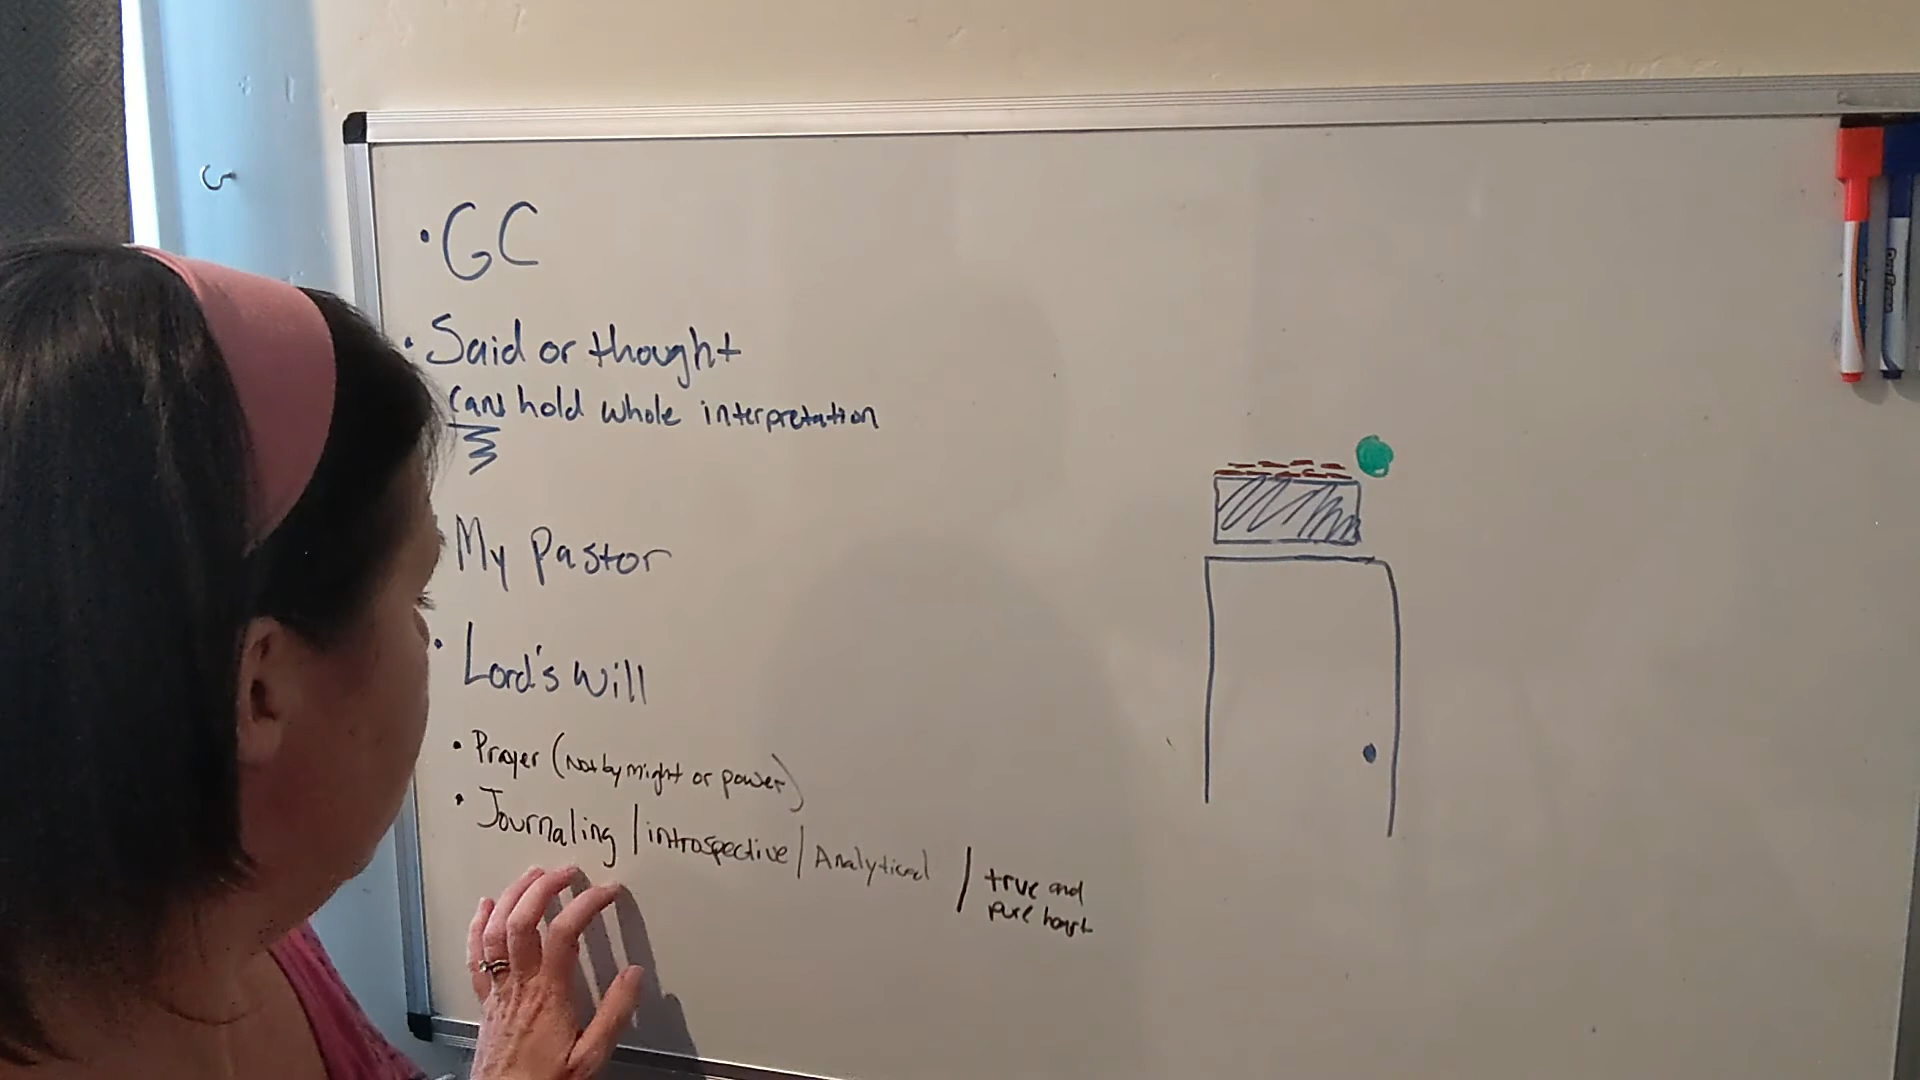 • GC
• Said or thought
Cans hold whole interpretation
My Pastor
• Lord's Will
• Prayer (Not by might or power)
• Journaling / introspective / Analytical / true and
pure heart